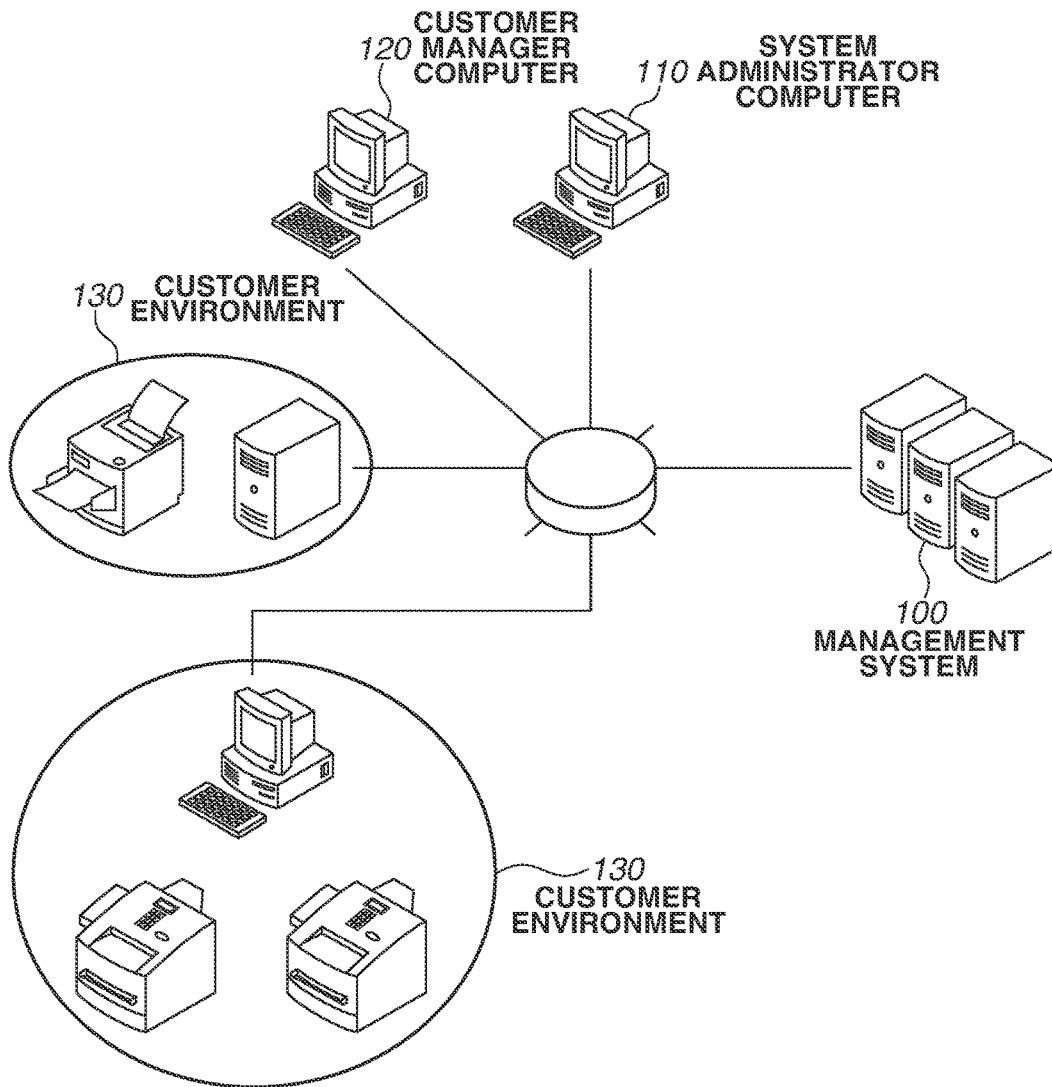 120 CUSTOMER
MANAGER
COMPUTER
110 SYSTEM
ADMINISTRATOR
COMPUTER
130 CUSTOMER
ENVIRONMENT
100
MANAGEMENT
SYSTEM
130
CUSTOMER
ENVIRONMENT